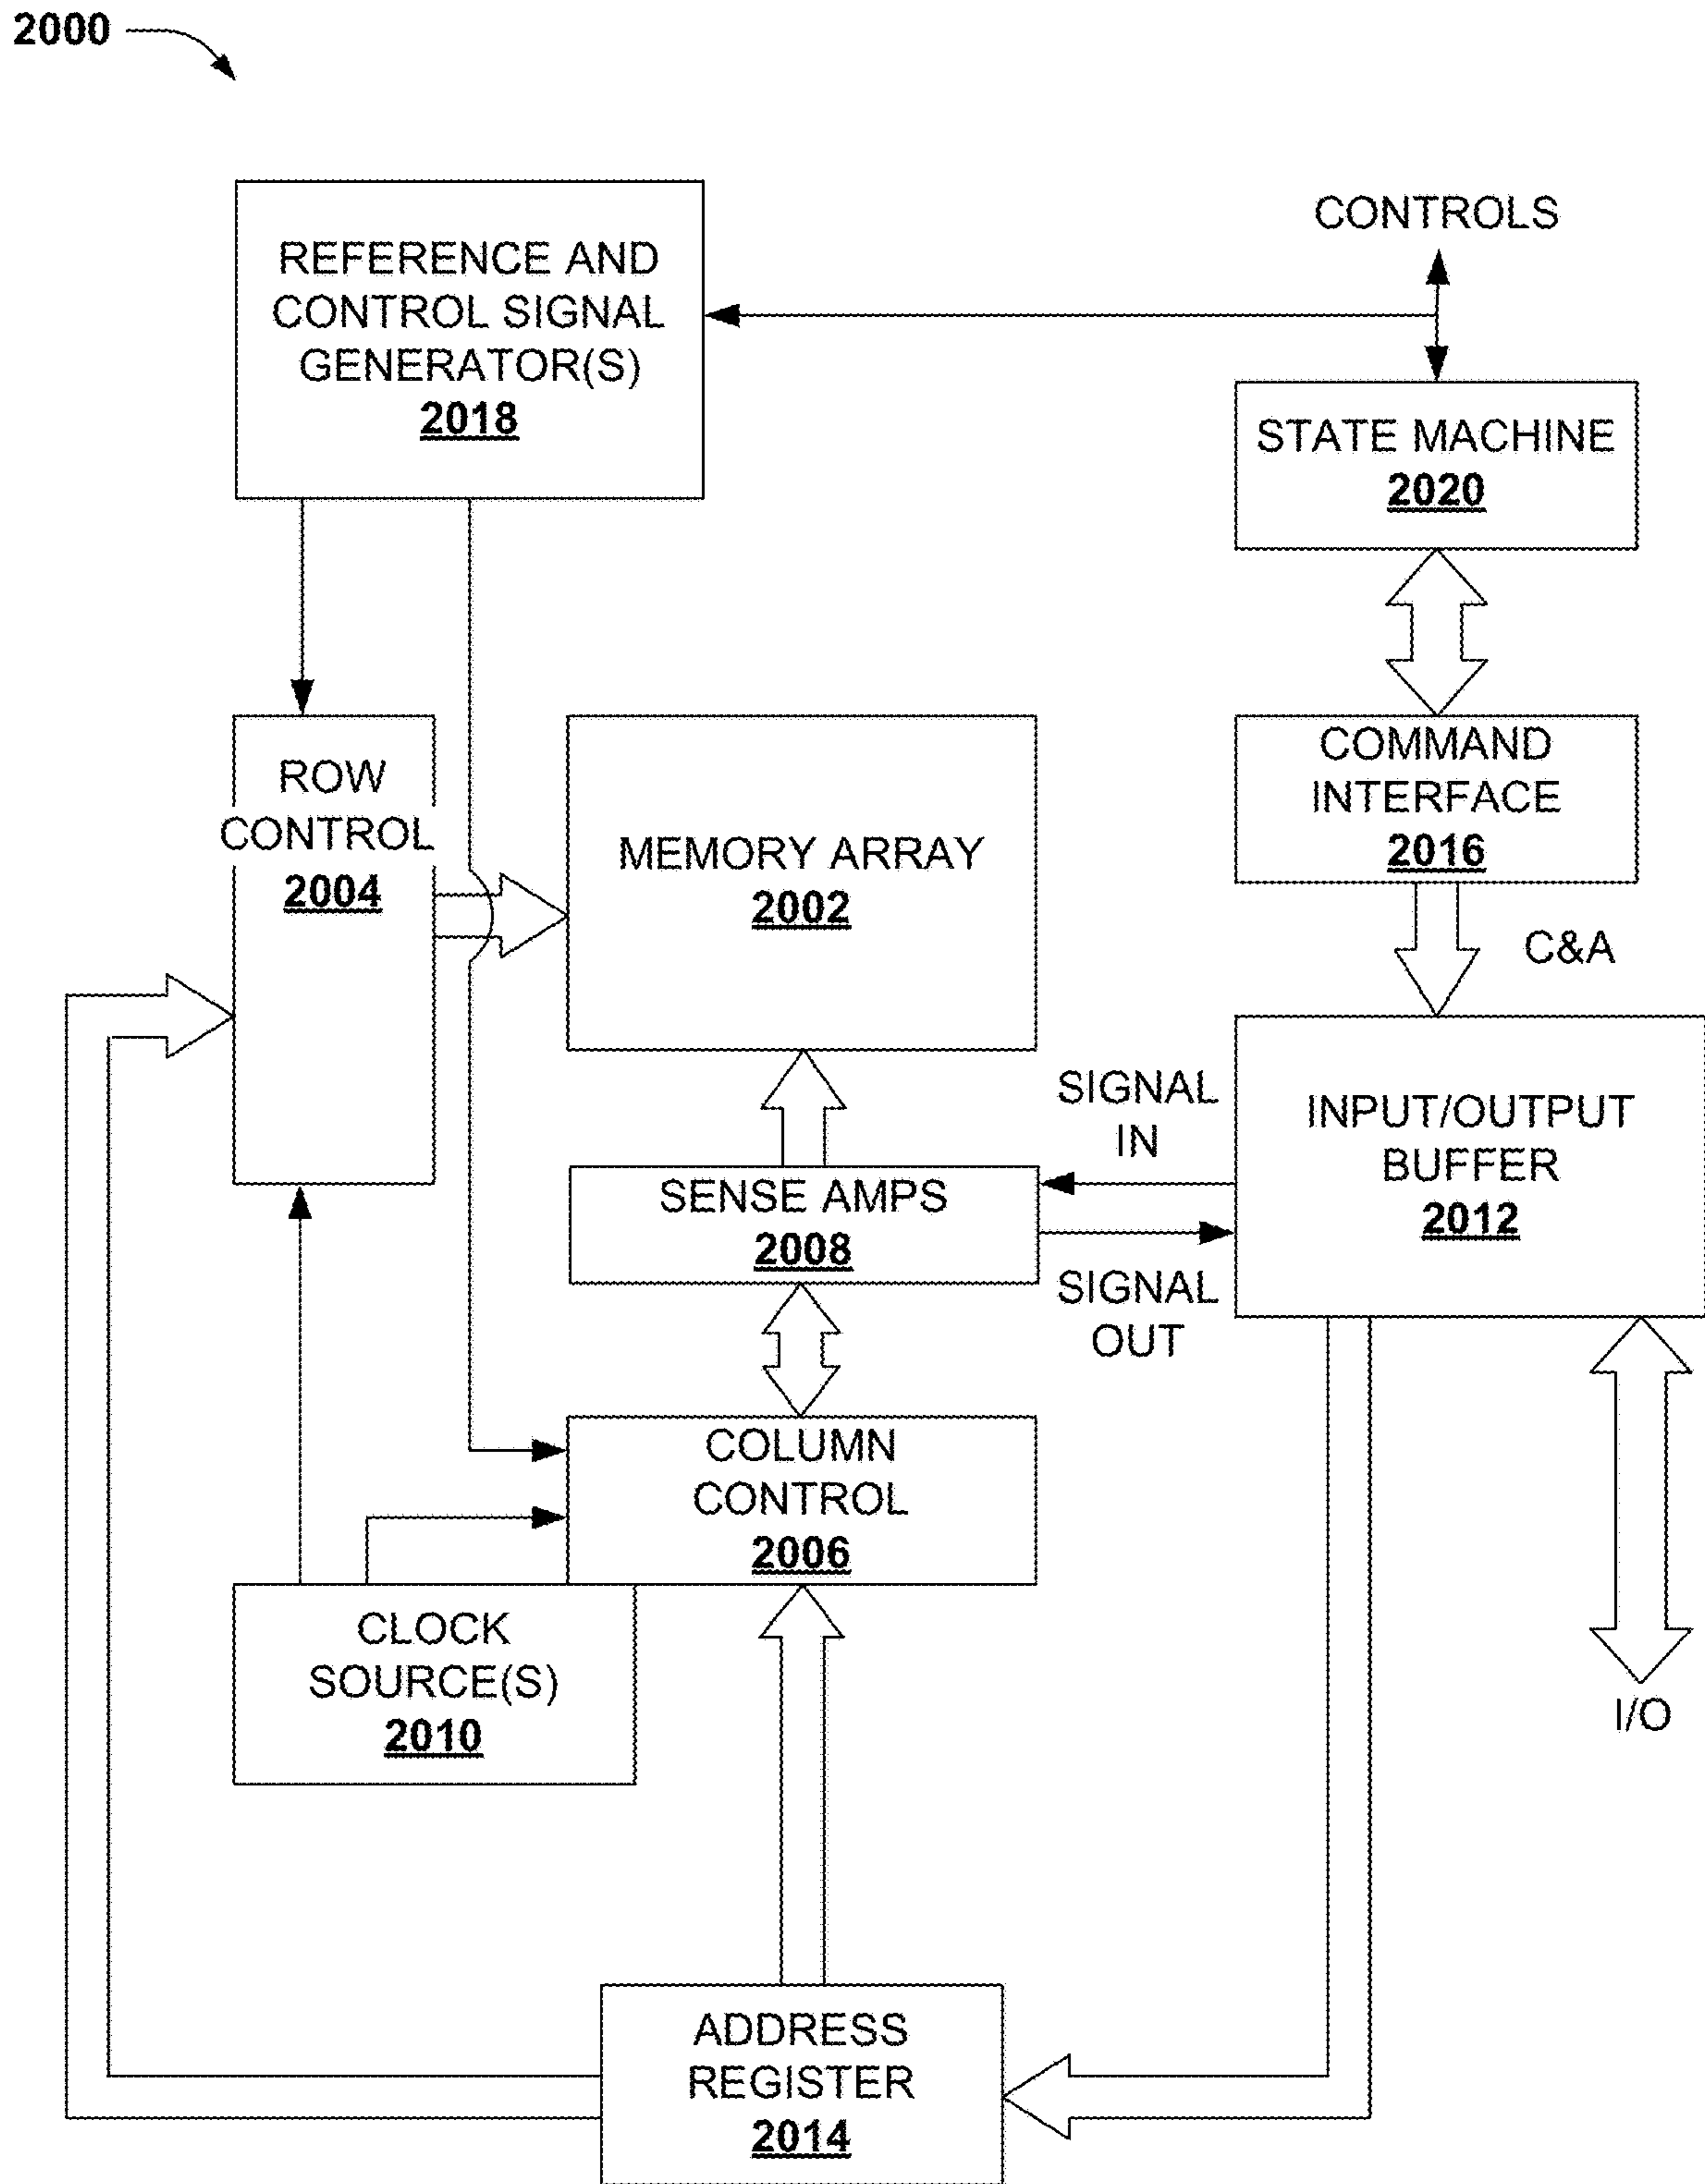 2000
REFERENCE AND
CONTROL SIGNAL
GENERATOR(S)
2018
CONTROLS
STATE MACHINE
2020
ROW
CONTROL
2004
MEMORY ARRAY
2002
COMMAND
INTERFACE
2016
C&A
SIGNAL
IN
INPUT/OUTPUT
BUFFER
2012
SENSE AMPS
2008
SIGNAL
OUT
COLUMN
CONTROL
2006
CLOCK
SOURCE(S)
2010
I/O
ADDRESS
REGISTER
2014